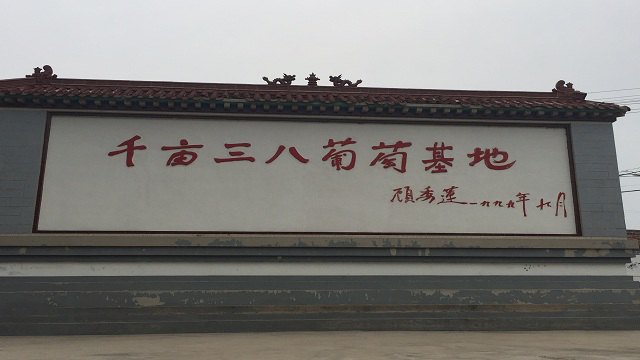 千亩三八葡萄基地
顾秀莲 一九九九年九月